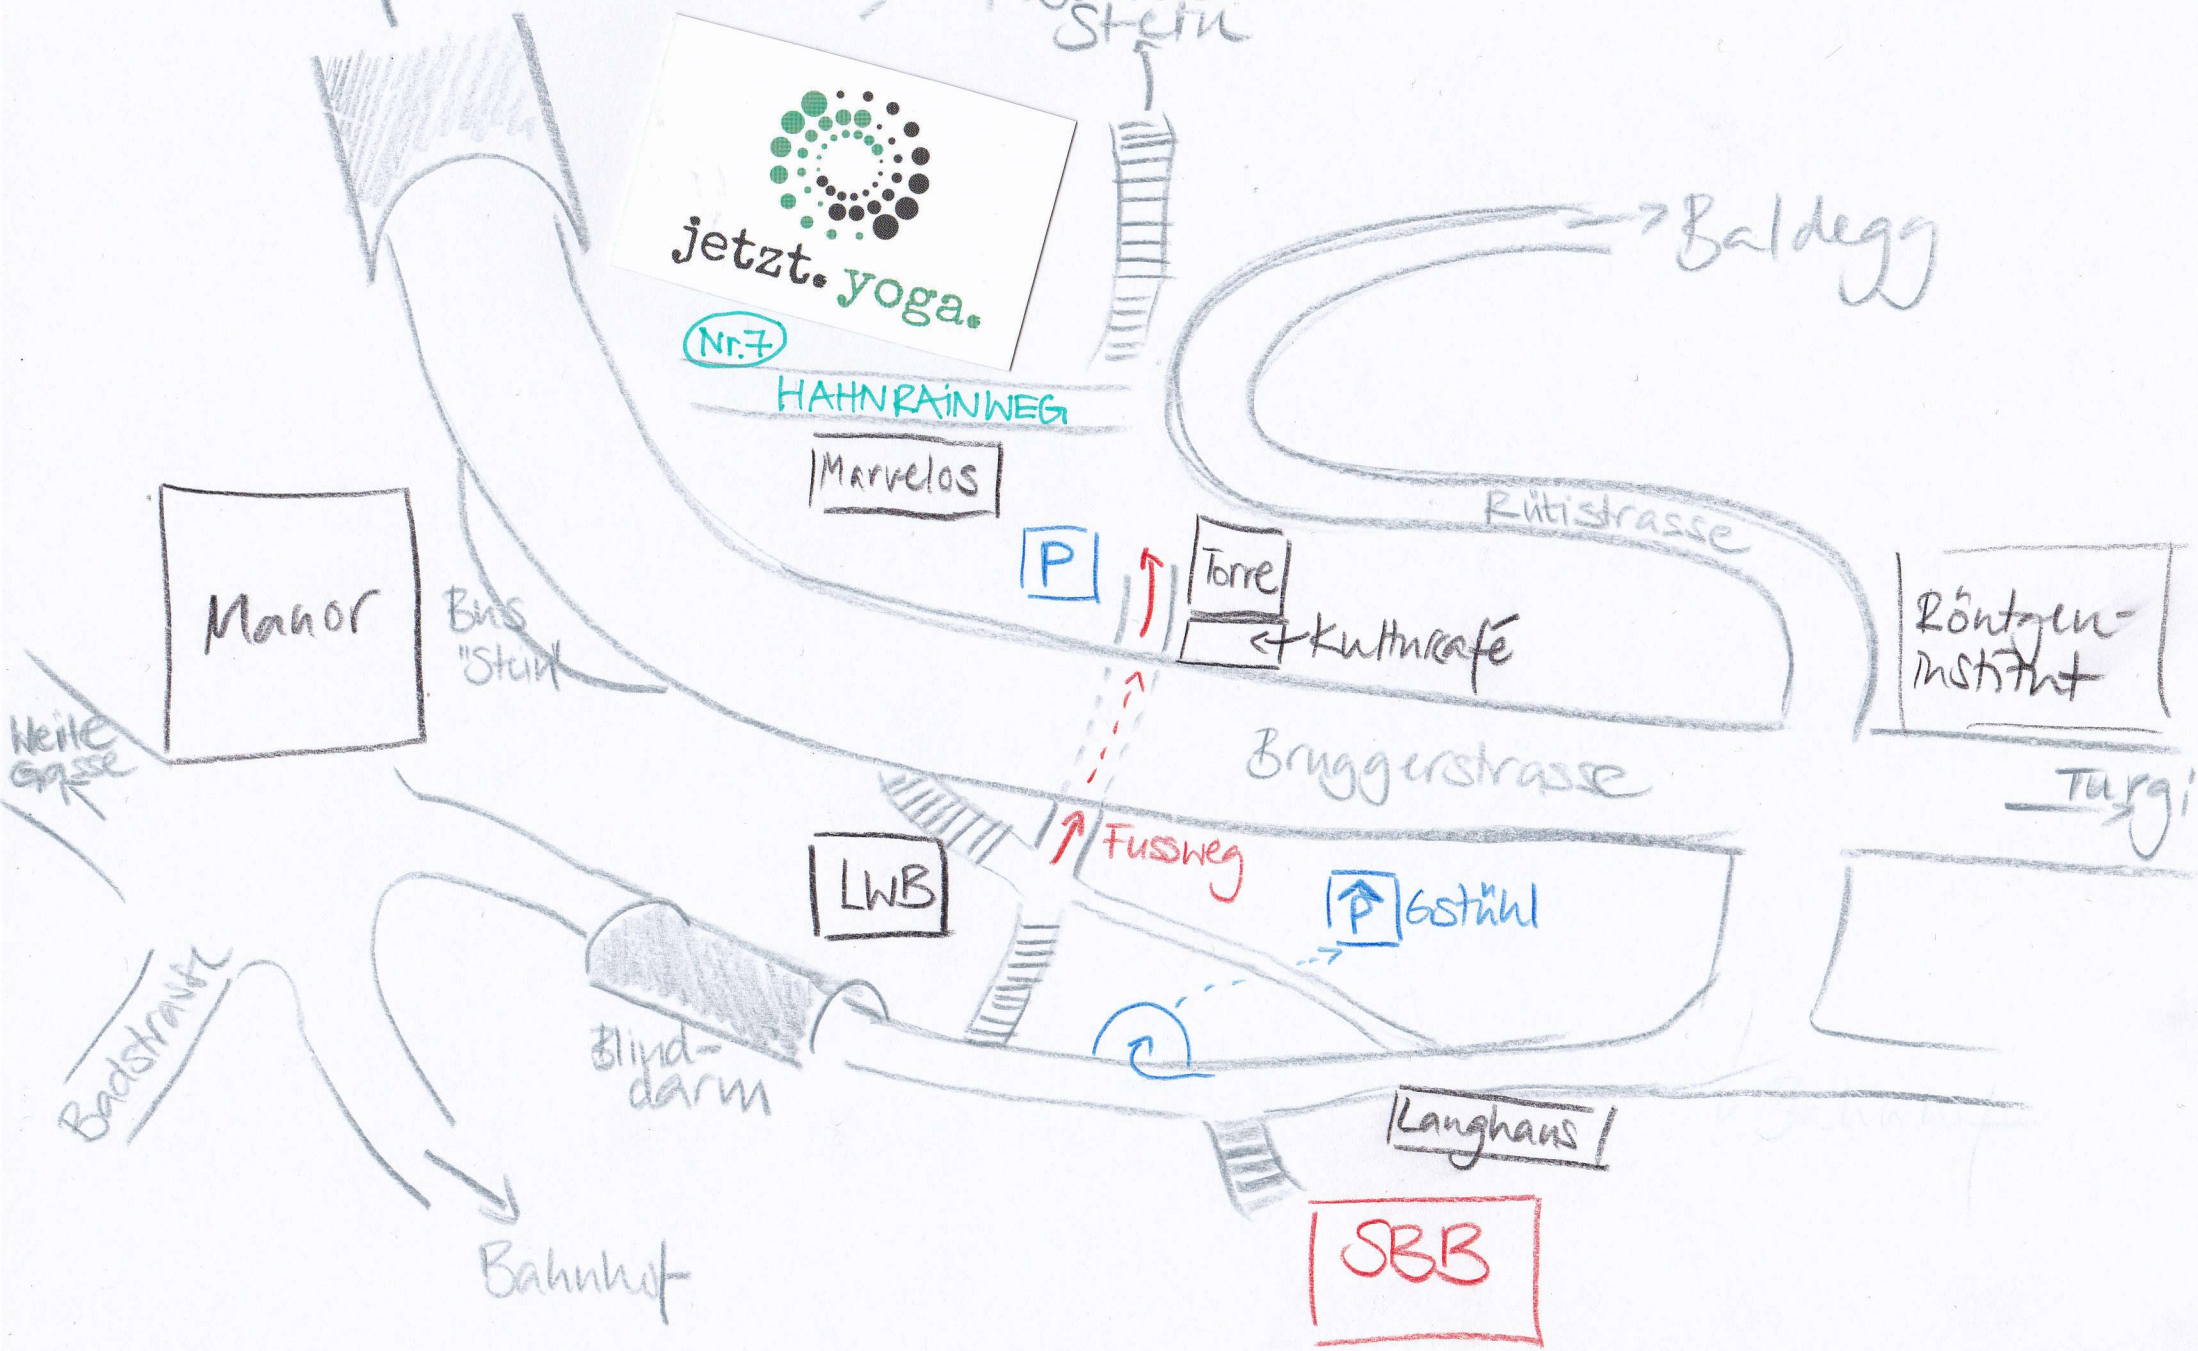 Stein
jetzt. yoga.
Baldegg
Nr.7
HAHNRAINWEG
Marvelos
Rütistrasse
P
Torre
Manor
Bus
"Stein"
Kulturcafé
Röntgen-
institut
Weite
Gasse
Bruggerstrasse
Turgi
Fussweg
LWB
P
Gstühl
Badstrasse
Blind-
darm
Langhaus
SBB
Bahnhof